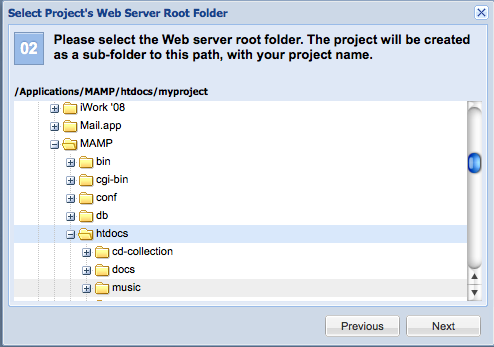 Select Project's Web Server Root Folder
02
Please select the Web server root folder. The project will be created
as a sub-folder to this path, with your project name.
/Applications/MAMP/htdocs/myproject
iWork '08
Mail.app
MAMP
bin
cgi-bin
conf
db
htdocs
cd-collection
docs
music
Previous
Next